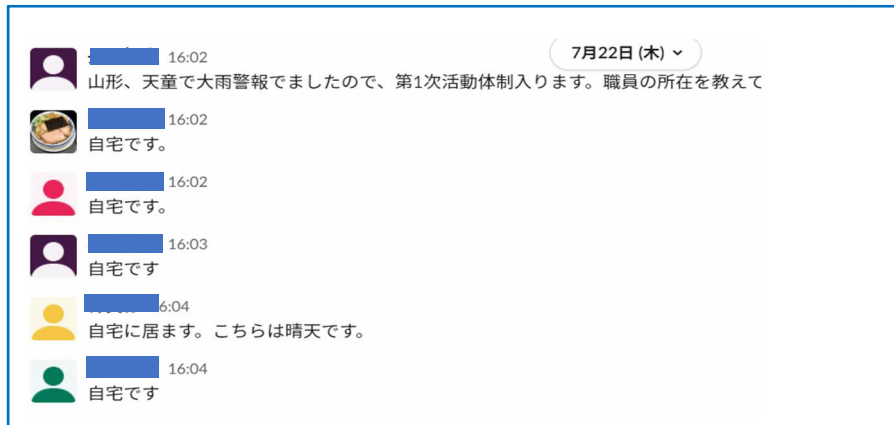 7月22日 (木)
16:02
山形、天童で大雨警報でましたので、第1次活動体制入ります。職員の所在を教えて
16:02
自宅です。
16:02
自宅です。
16:03
自宅です
6:04
自宅に居ます。こちらは晴天です。
16:04
自宅です